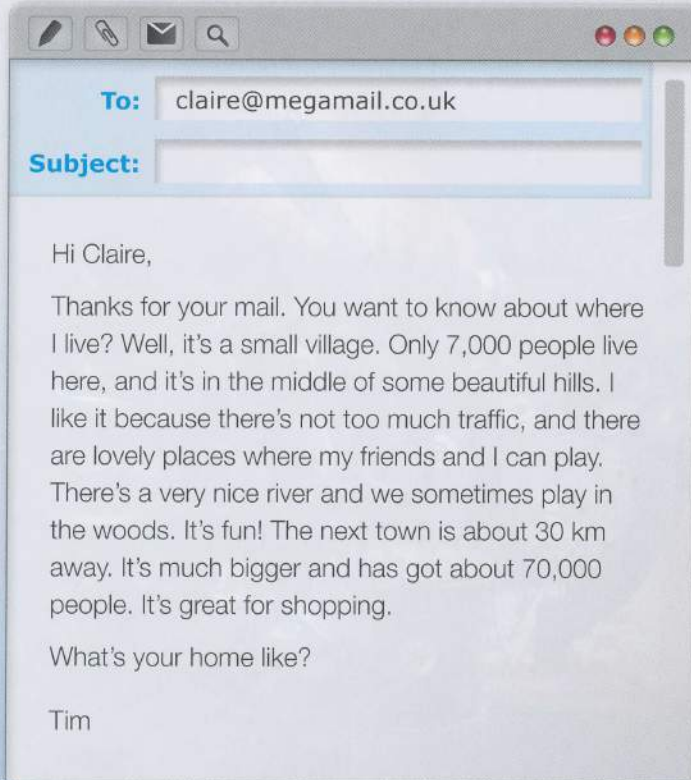 To: claire@megamail.co.uk
Subject:
Hi Claire,
Thanks for your mail. You want to know about where
I live? Well, it's a small village. Only 7,000 people live
here, and it's in the middle of some beautiful hills. I
like it because there's not too much traffic, and there
are lovely places where my friends and I can play.
There's a very nice river and we sometimes play in
the woods. It's fun! The next town is about 30 km
away. It's much bigger and has got about 70,000
people. It's great for shopping.
What's your home like?
Tim